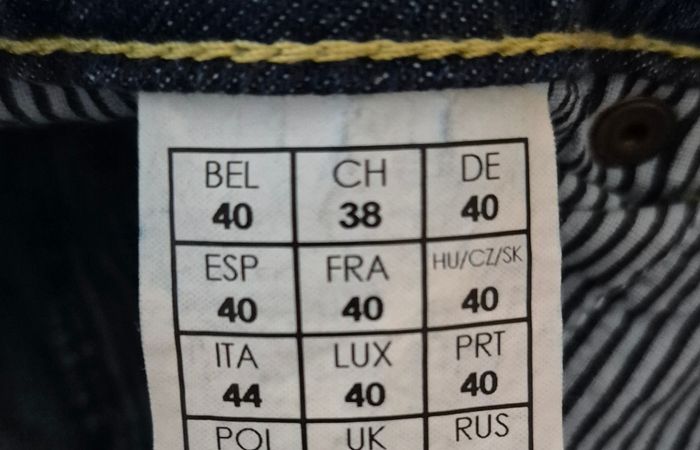 BEL CH DE
40 38 40
ESP FRA HU/CZ/SK
40 40 40
ITA LUX PRT
44 40 40
POL UK RUS